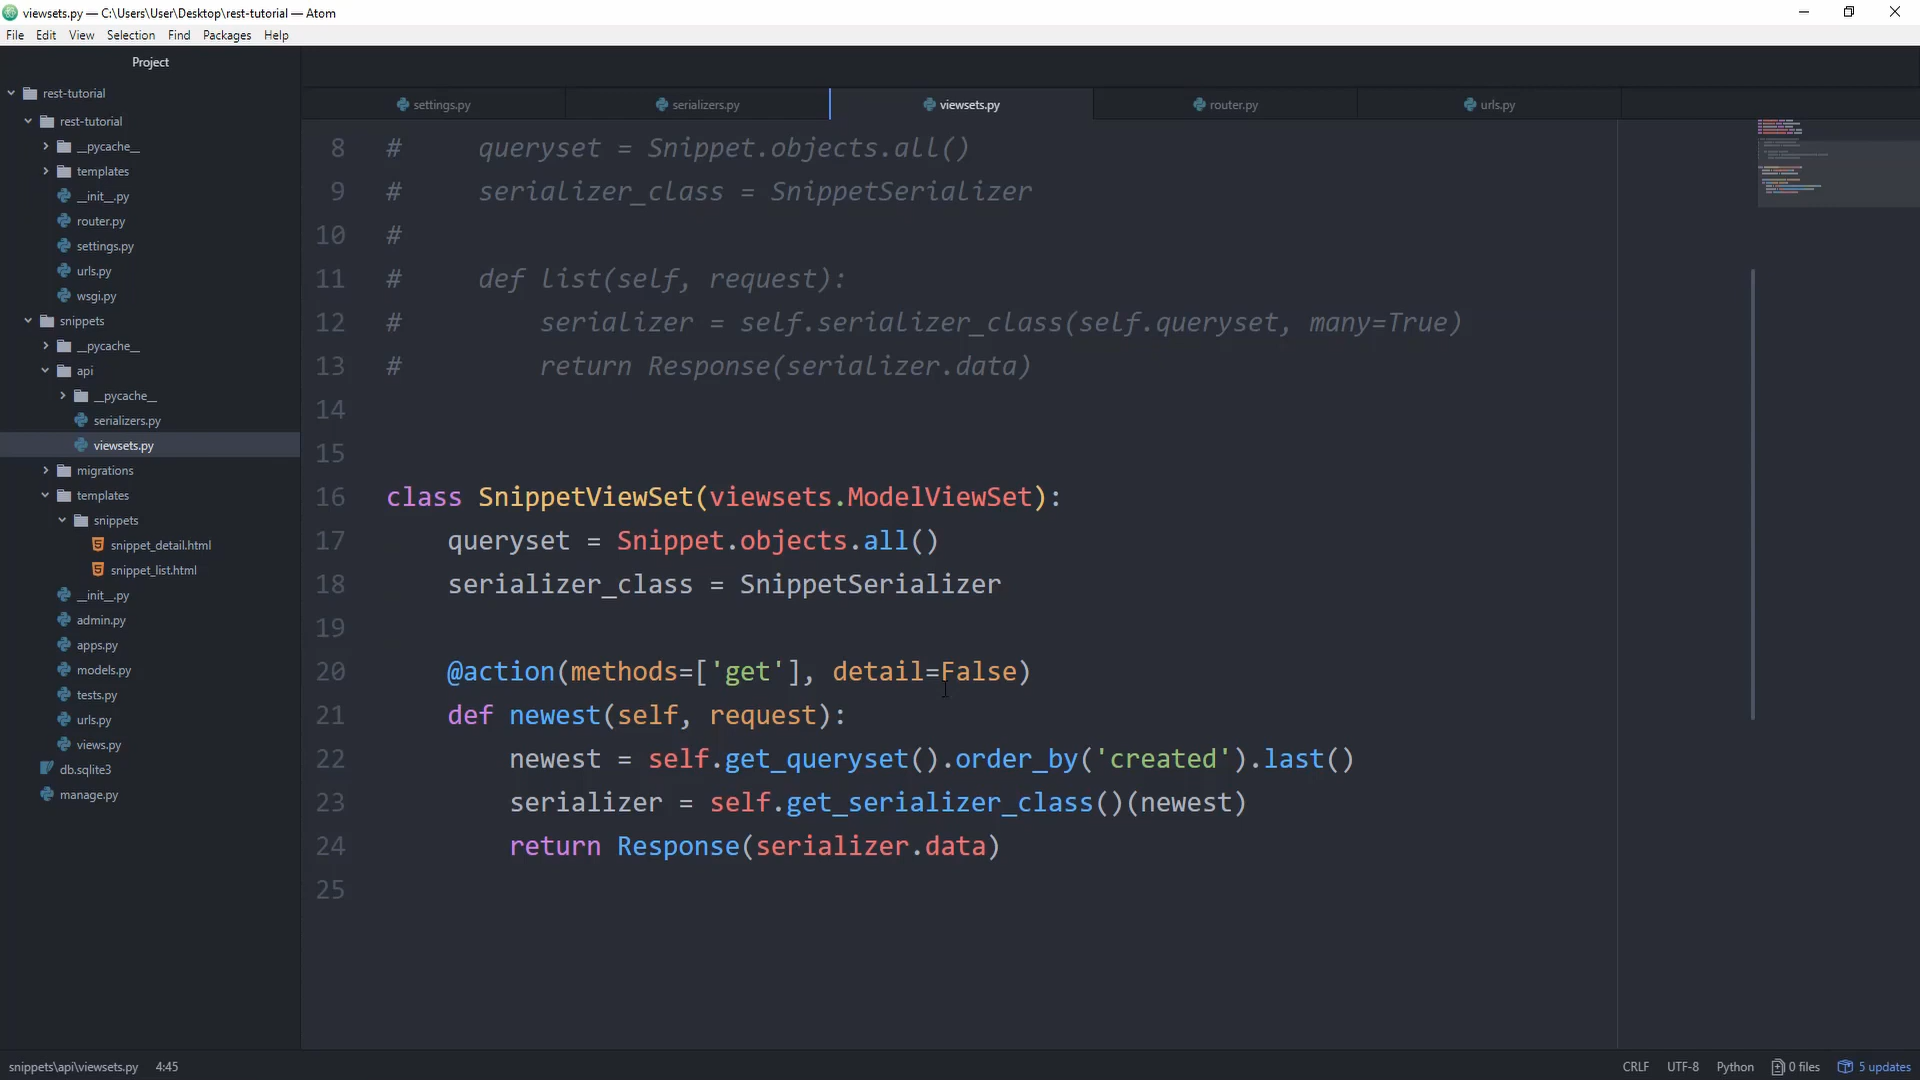 viewsets.py — C:\Users\User\Desktop\rest-tutorial — Atom
File Edit View Selection Find Packages Help
Project
rest-tutorial
rest-tutorial
__pycache__
templates
__init__.py
router.py
settings.py
urls.py
wsgi.py
snippets
__pycache__
api
__pycache__
serializers.py
viewsets.py
migrations
templates
snippets
snippet_detail.html
snippet_list.html
__init__.py
admin.py
apps.py
models.py
tests.py
urls.py
views.py
db.sqlite3
manage.py
settings.py serializers.py viewsets.py router.py urls.py
8 #     queryset = Snippet.objects.all()
9 #     serializer_class = SnippetSerializer
10 #
11 #     def list(self, request):
12 #         serializer = self.serializer_class(self.queryset, many=True)
13 #         return Response(serializer.data)
14
15
16 class SnippetViewSet(viewsets.ModelViewSet):
17     queryset = Snippet.objects.all()
18     serializer_class = SnippetSerializer
19
20     @action(methods=['get'], detail=False)
21     def newest(self, request):
22         newest = self.get_queryset().order_by('created').last()
23         serializer = self.get_serializer_class()(newest)
24         return Response(serializer.data)
25
snippets\api\viewsets.py 4:45 CRLF UTF-8 Python 0 files 5 updates